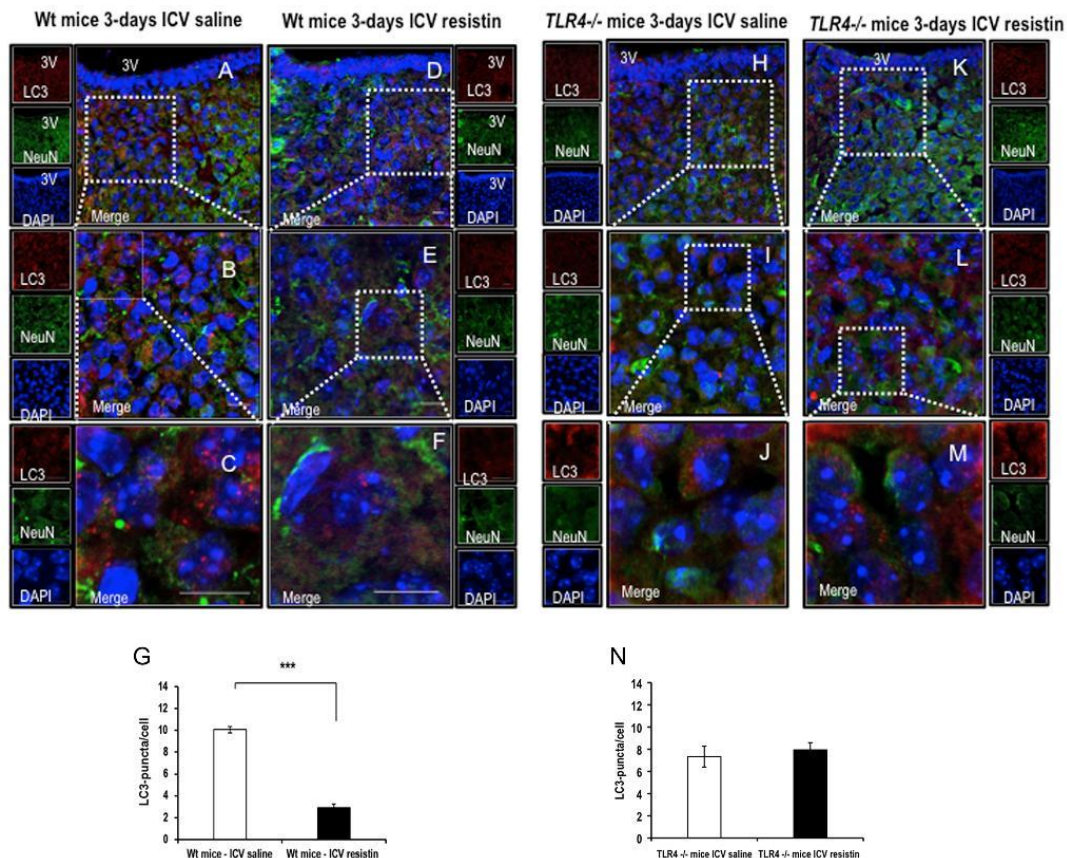 Wt mice 3-days ICV saline
Wt mice 3-days ICV resistin
TLR4-/- mice 3-days ICV saline
TLR4-/- mice 3-days ICV resistin
3V
LC3
3V
NeuN
3V
DAPI
3V
A
Merge
D
Merge
3V
LC3
3V
NeuN
3V
DAPI
LC3
NeuN
DAPI
B
Merge
E
Merge
LC3
NeuN
DAPI
LC3
NeuN
DAPI
C
Merge
F
Merge
LC3
NeuN
DAPI
LC3
NeuN
DAPI
H
Merge
3V
K
Merge
LC3
NeuN
DAPI
LC3
NeuN
DAPI
I
Merge
L
Merge
LC3
NeuN
DAPI
LC3
NeuN
DAPI
J
Merge
M
Merge
LC3
NeuN
DAPI
G
***
LC3-puncta/cell
14
12
10
8
6
4
2
0
Wt mice - ICV saline
Wt mice - ICV resistin
N
LC3-puncta/cell
14
12
10
8
6
4
2
0
TLR4 -/- mice ICV saline
TLR4 -/- mice ICV resistin